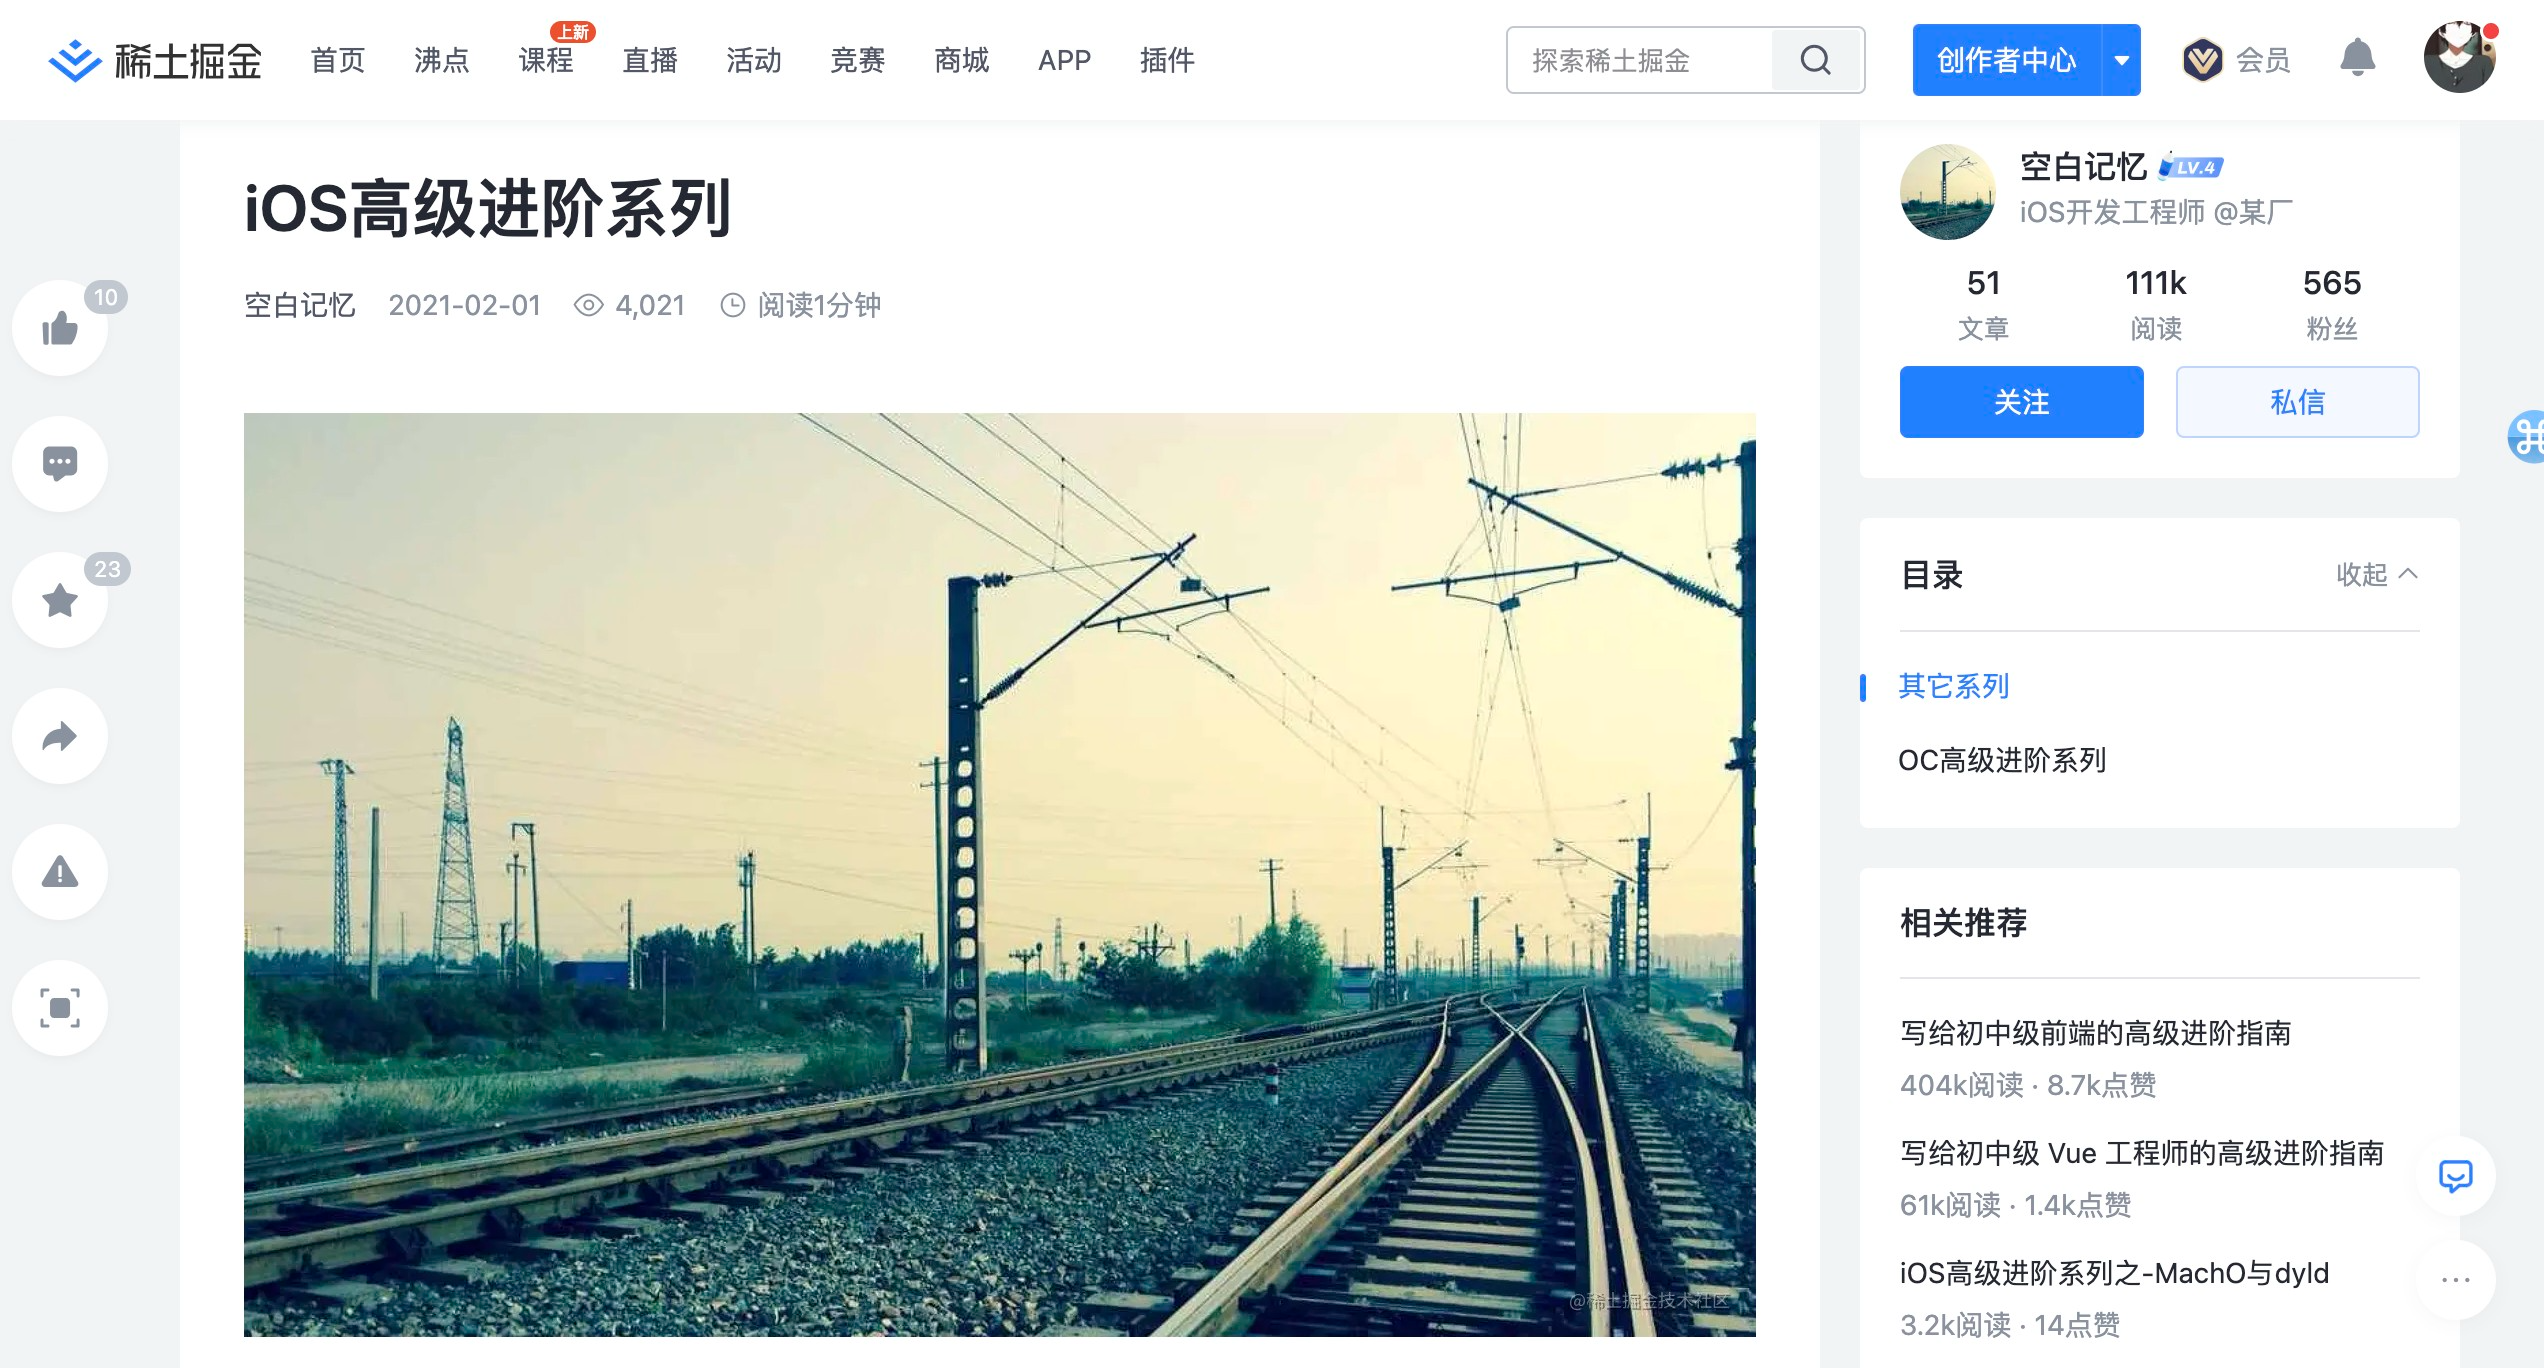 稀土掘金
首页
沸点
课程
上新
直播
活动
竞赛
商城
APP
插件
探索稀土掘金
创作者中心
会员
iOS高级进阶系列
空白记忆 2021-02-01 4,021 阅读1分钟
10
23
@稀土掘金技术社区
空白记忆 LV.4
iOS开发工程师 @某厂
51 111k 565
文章 阅读 粉丝
关注 私信
目录 收起
其它系列
OC高级进阶系列
相关推荐
写给初中级前端的高级进阶指南
404k阅读 · 8.7k点赞
写给初中级 Vue 工程师的高级进阶指南
61k阅读 · 1.4k点赞
iOS高级进阶系列之-MachO与dyld
3.2k阅读 · 14点赞